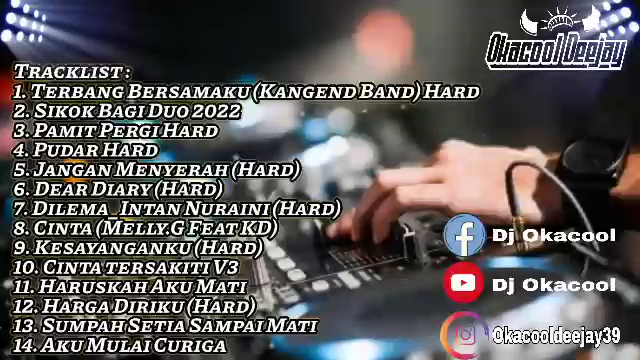 Okacool Deejay
Tracklist :
1. Terbang Bersamaku (Kangend Band) Hard
2. Sikok Bagi Duo 2022
3. Pamit Pergi Hard
4. Pudar Hard
5. Jangan Menyerah (Hard)
6. Dear Diary (Hard)
7. Dilema_Intan Nuraini (Hard)
8. Cinta (Melly.G Feat KD)
9. Kesayanganku (Hard)
10. Cinta tersakiti V3
11. Haruskah Aku Mati
12. Harga Diriku (Hard)
13. Sumpah Setia Sampai Mati
14. Aku Mulai Curiga
Dj Okacool
Dj Okacool
Okacooldeejay39